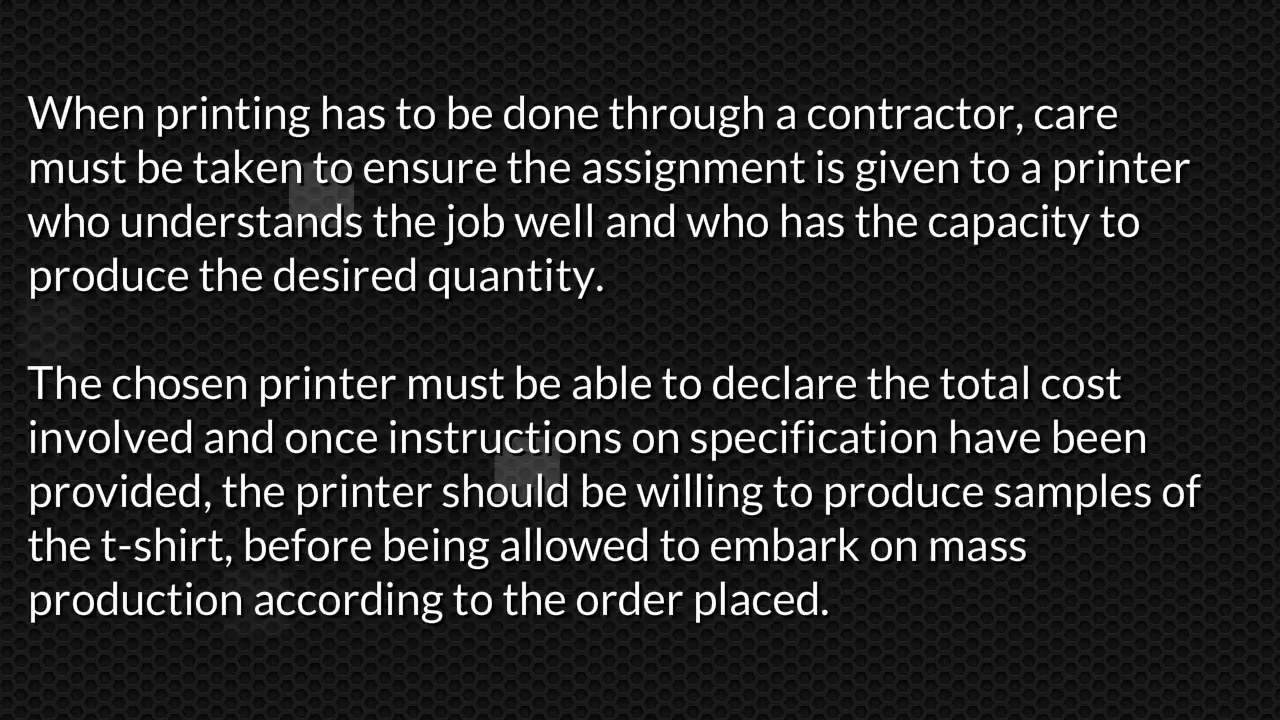 When printing has to be done through a contractor, care
must be taken to ensure the assignment is given to a printer
who understands the job well and who has the capacity to
produce the desired quantity.
The chosen printer must be able to declare the total cost
involved and once instructions on specification have been
provided, the printer should be willing to produce samples of
the t-shirt, before being allowed to embark on mass
production according to the order placed.